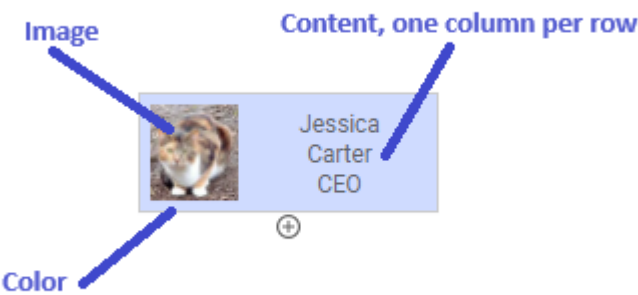 Image
Content, one column per row
Jessica
Carter
CEO
Color